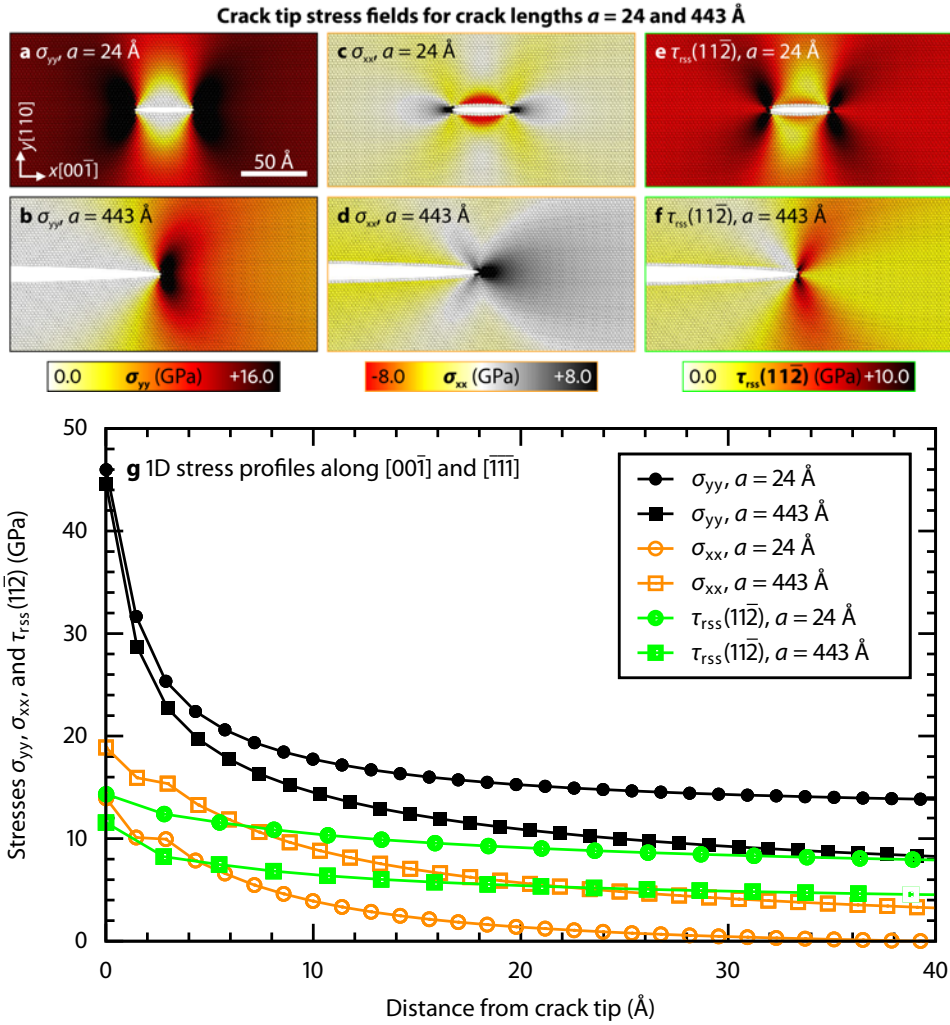 Crack tip stress fields for crack lengths a = 24 and 443 Å
a σyy, a = 24 Å
c σxx, a = 24 Å
e τrss(112̅), a = 24 Å
y[110]
x[001̅]
50 Å
b σyy, a = 443 Å
d σxx, a = 443 Å
f τrss(112̅), a = 443 Å
0.0 σyy (GPa) +16.0
-8.0 σxx (GPa) +8.0
0.0 τrss(112̅) (GPa) +10.0
g 1D stress profiles along [001̅] and [1̅1̅1̅]
σyy, a = 24 Å
σyy, a = 443 Å
σxx, a = 24 Å
σxx, a = 443 Å
τrss(112̅), a = 24 Å
τrss(112̅), a = 443 Å
Stresses σyy, σxx, and τrss(112̅) (GPa)
50
40
30
20
10
0
0 10 20 30 40
Distance from crack tip (Å)